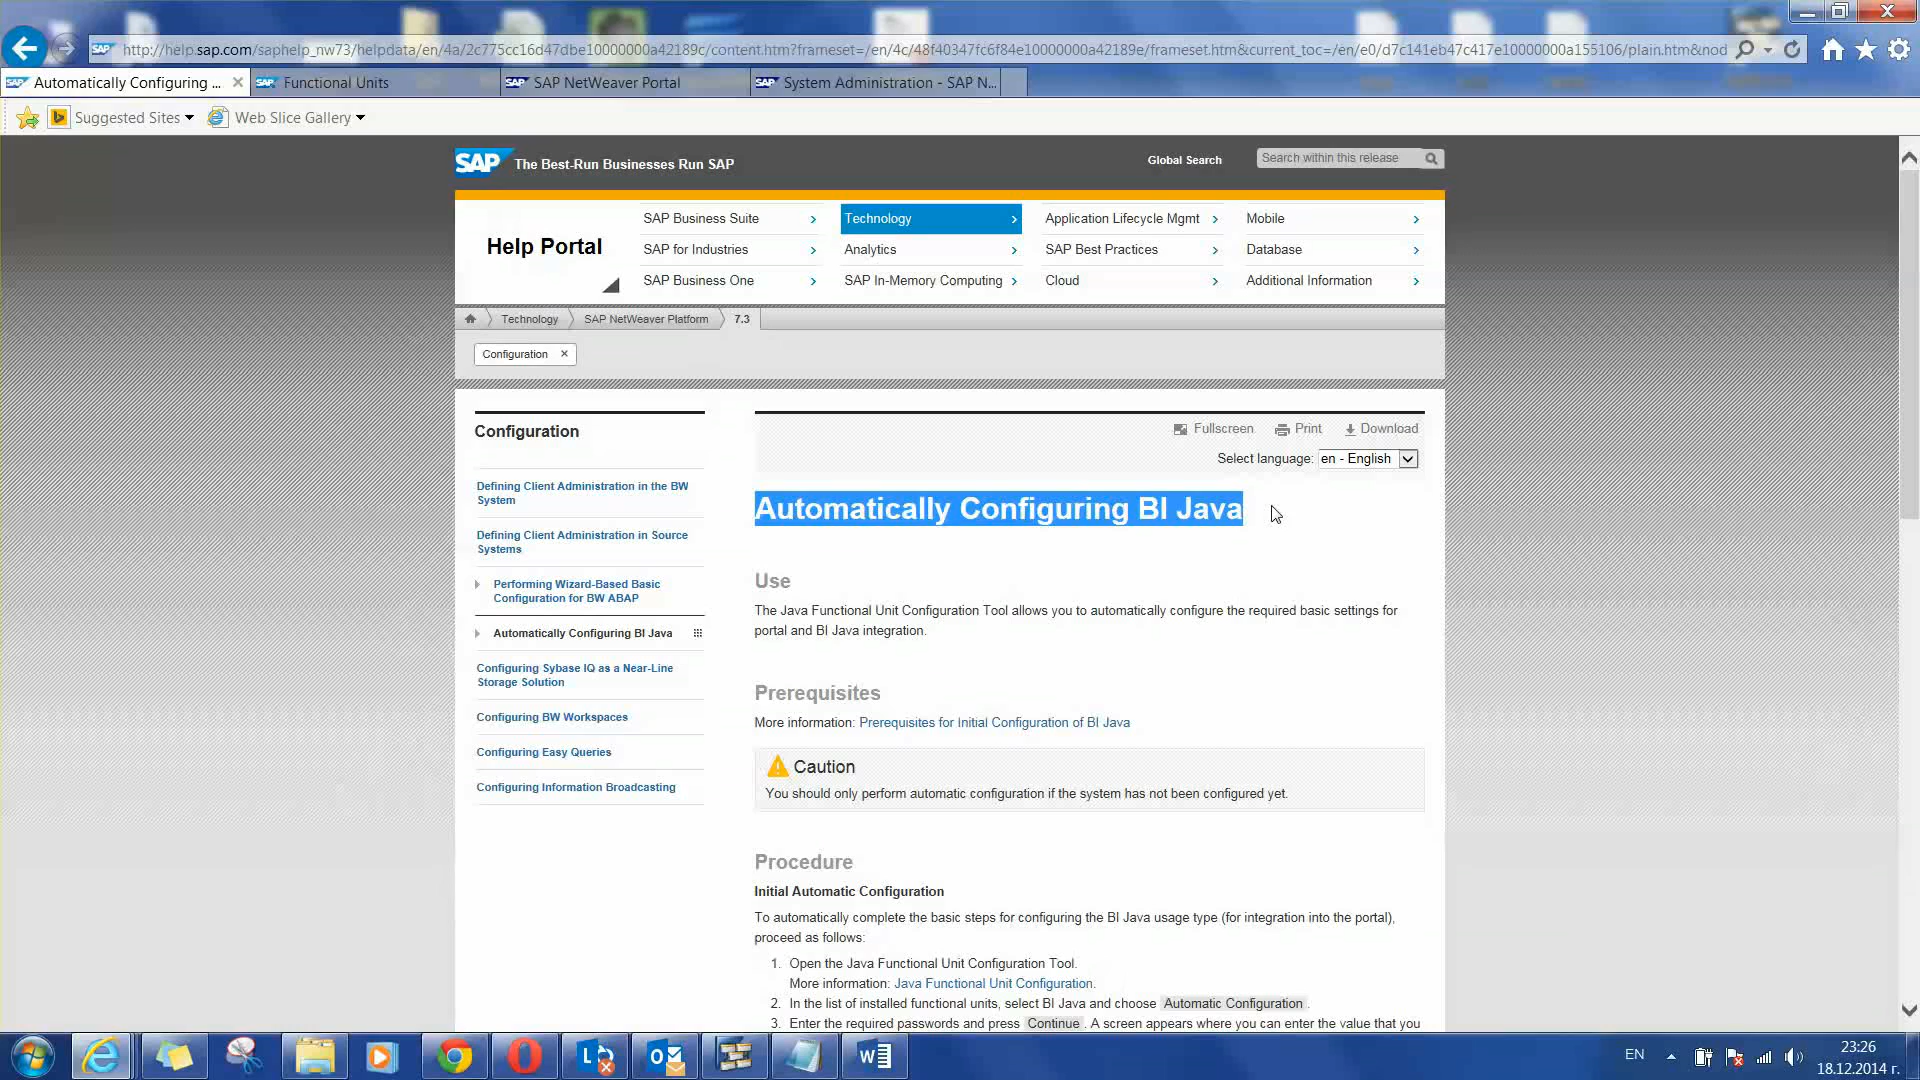 http://help.sap.com/saphelp_nw73/helpdata/en/4a/2c775cc16d47dbe10000000a42189c/content.htm?frameset=/en/4c/48f40347fc6f84e10000000a42189e/frameset.htm&current_toc=/en/e0/d7c141eb47c417e10000000a155106/plain.htm&nod
Automatically Configuring ...
Functional Units
SAP NetWeaver Portal
System Administration - SAP N...
Suggested Sites
Web Slice Gallery
SAP The Best-Run Businesses Run SAP
Global Search
Search within this release
Help Portal
SAP Business Suite
Technology
Application Lifecycle Mgmt
Mobile
SAP for Industries
Analytics
SAP Best Practices
Database
SAP Business One
SAP In-Memory Computing
Cloud
Additional Information
Technology
SAP NetWeaver Platform
7.3
Configuration
Configuration
Defining Client Administration in the BW
System
Defining Client Administration in Source
Systems
Performing Wizard-Based Basic
Configuration for BW ABAP
Automatically Configuring BI Java
Configuring Sybase IQ as a Near-Line
Storage Solution
Configuring BW Workspaces
Configuring Easy Queries
Configuring Information Broadcasting
Fullscreen
Print
Download
Select language: en - English
Automatically Configuring BI Java
Use
The Java Functional Unit Configuration Tool allows you to automatically configure the required basic settings for
portal and BI Java integration.
Prerequisites
More information: Prerequisites for Initial Configuration of BI Java
Caution
You should only perform automatic configuration if the system has not been configured yet.
Procedure
Initial Automatic Configuration
To automatically complete the basic steps for configuring the BI Java usage type (for integration into the portal),
proceed as follows:
1. Open the Java Functional Unit Configuration Tool.
More information: Java Functional Unit Configuration.
2. In the list of installed functional units, select BI Java and choose Automatic Configuration .
3. Enter the required passwords and press Continue . A screen appears where you can enter the value that you
EN
23:26
18.12.2014 г.